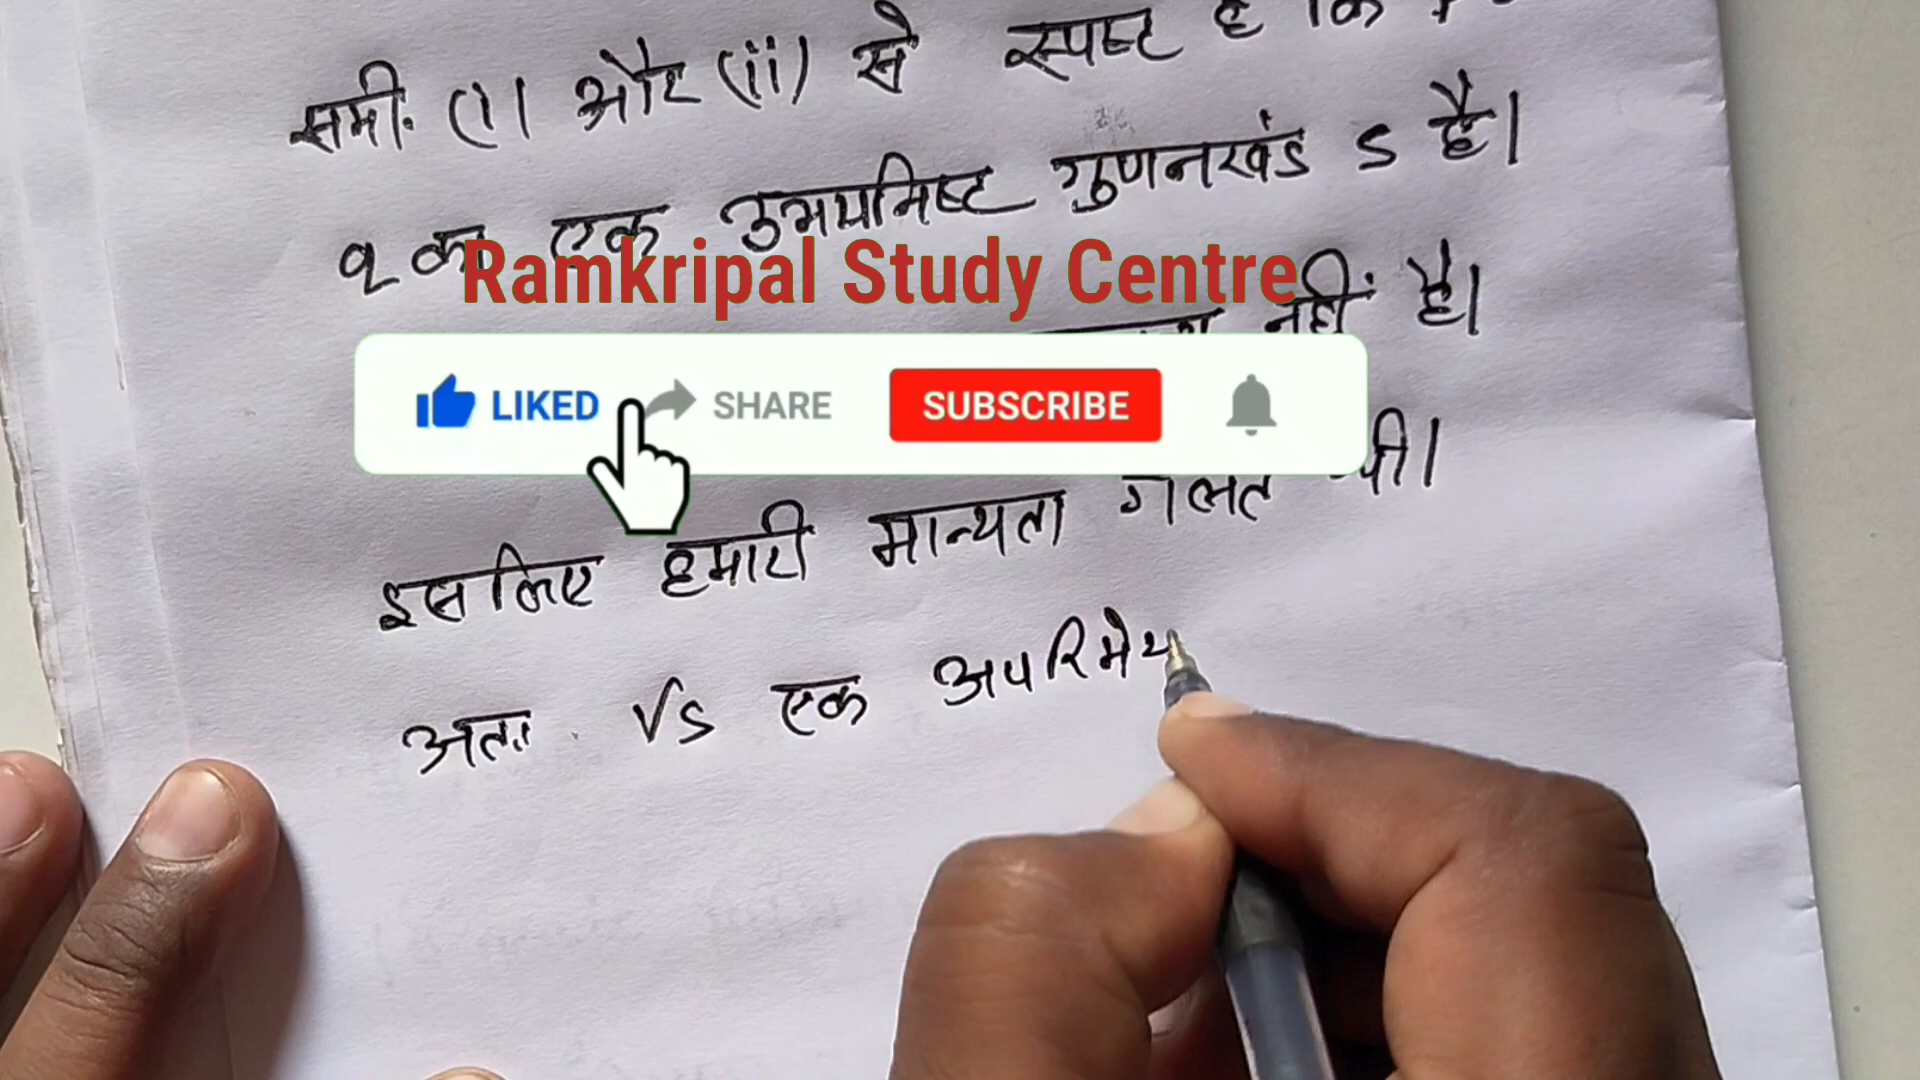 समी. (i) और (ii) से स्पष्ट है कि
q का एक उभयनिष्ट गुणनखंड 5 है।
Ramkripal Study Centre
नहीं है।
LIKED SHARE SUBSCRIBE
थी।
इसलिए हमारी मान्यता गलत
अतः √5 एक अपरिमेय